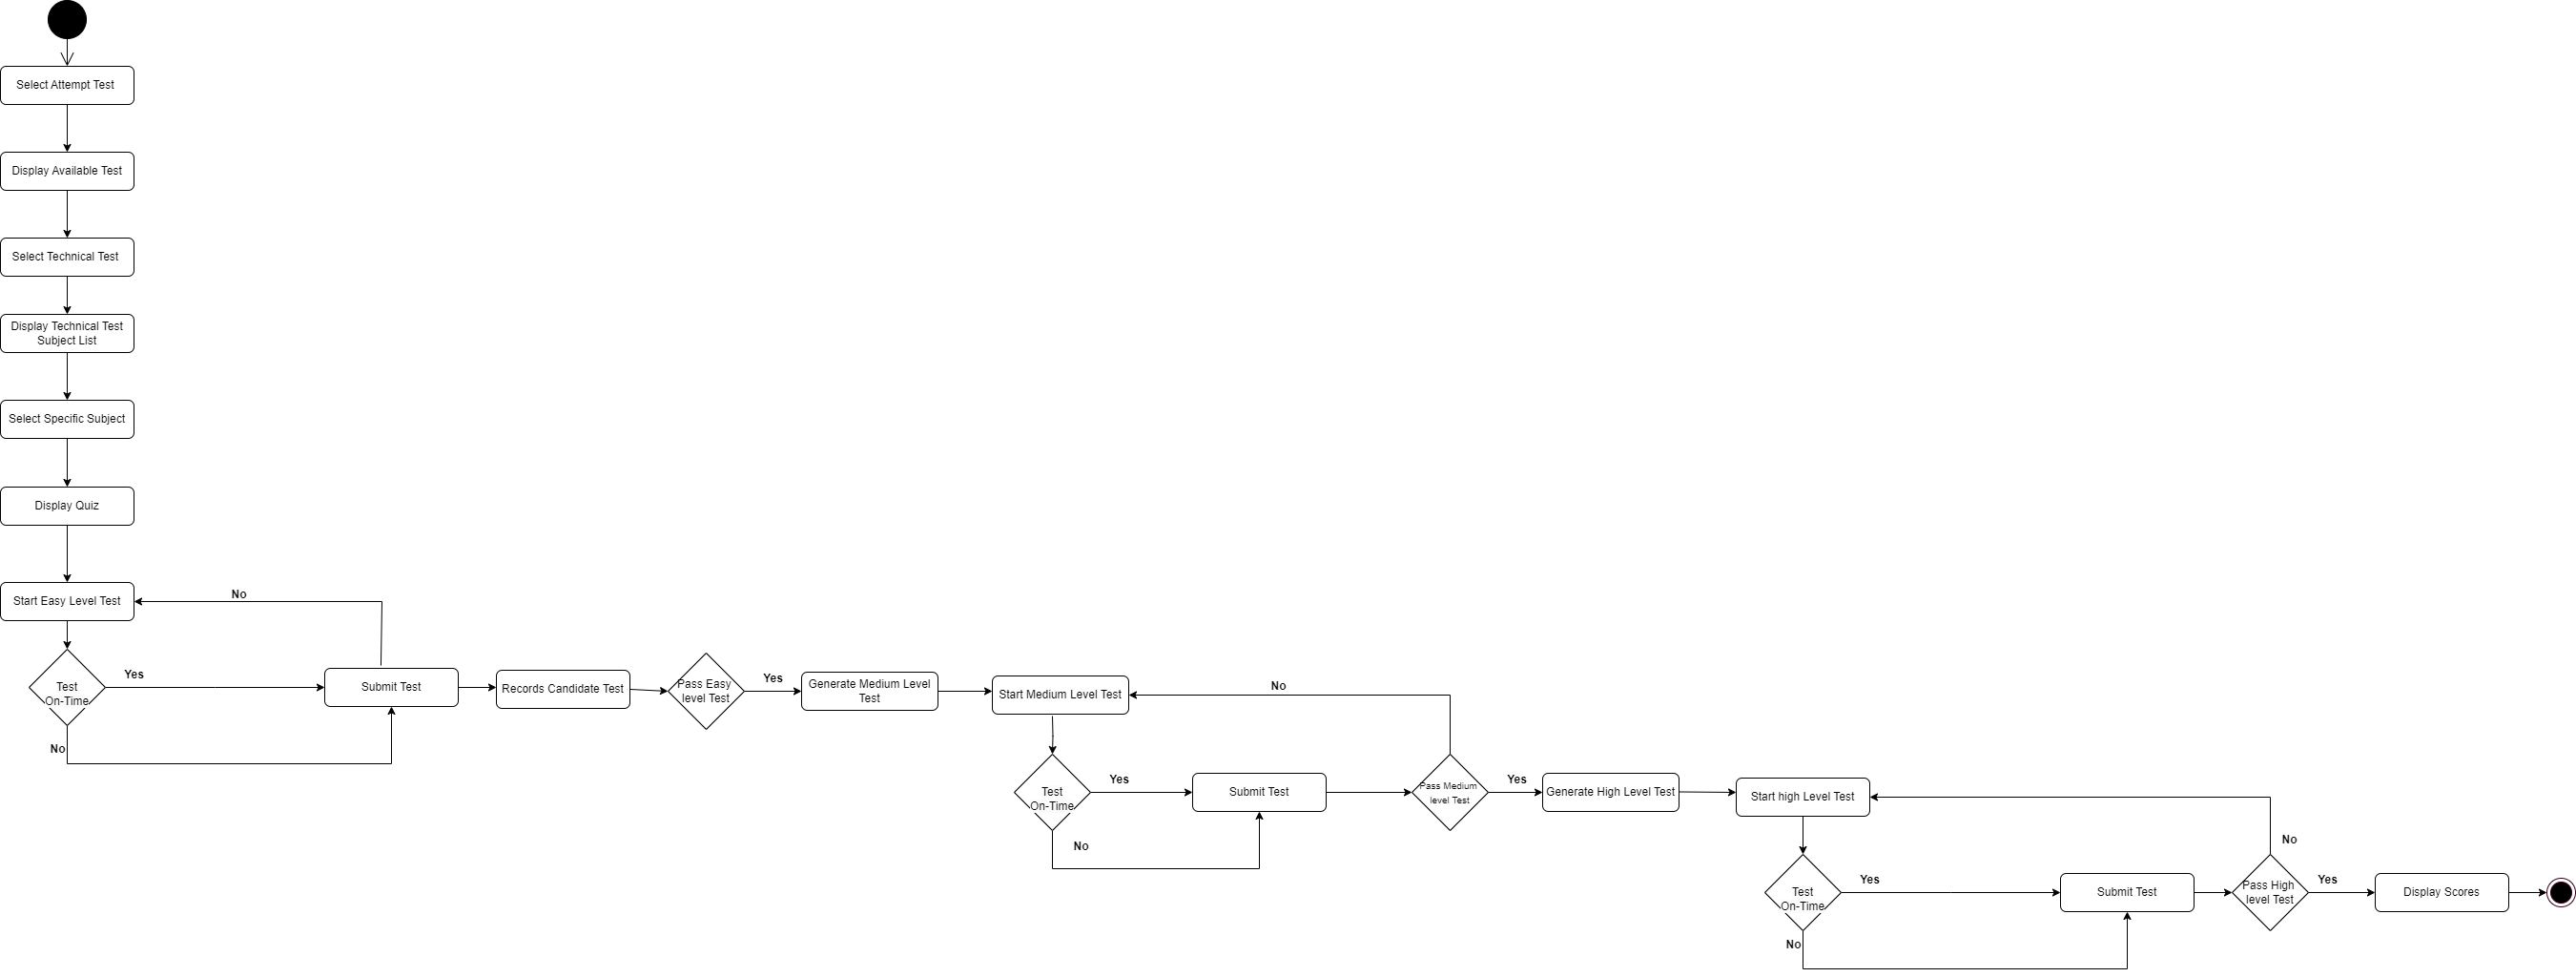 Select Attempt Test
Display Available Test
Select Technical Test
Display Technical Test
Subject List
Select Specific Subject
Display Quiz
Start Easy Level Test
No
Test
On-Time
Yes
No
Submit Test
Records Candidate Test
Pass Easy
level Test
Yes
Generate Medium Level
Test
Start Medium Level Test
No
Test
On-Time
Yes
No
Submit Test
Pass Medium
level Test
Yes
Generate High Level Test
Start high Level Test
No
Test
On-Time
Yes
No
Submit Test
Pass High
level Test
Yes
Display Scores